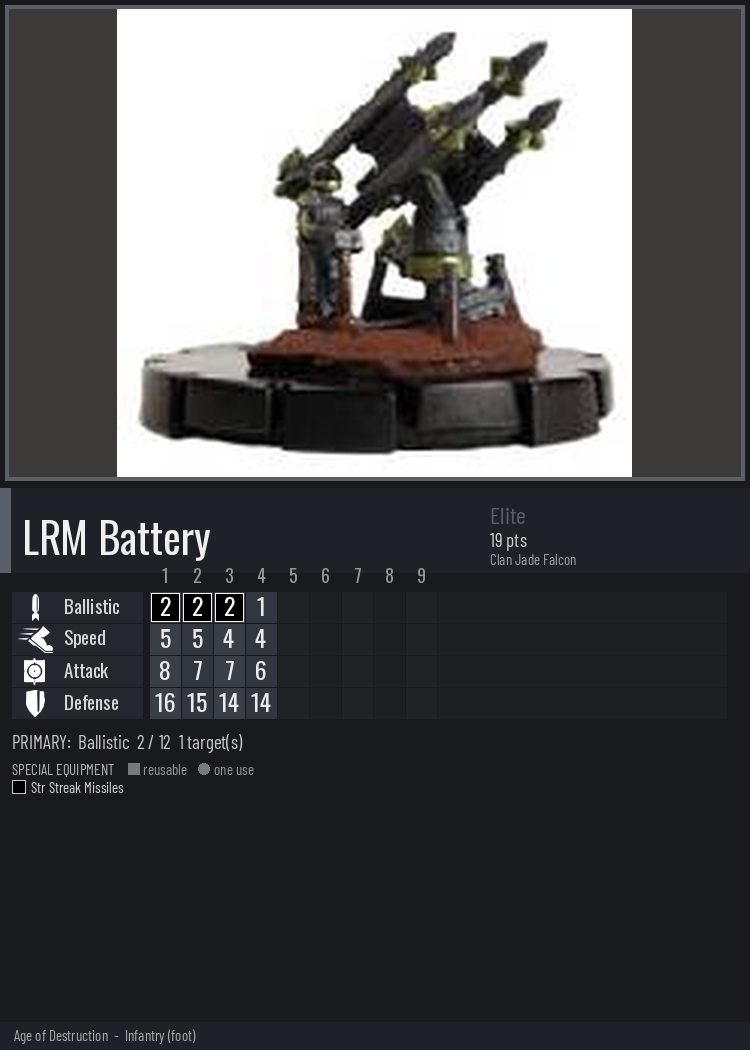 LRM Battery
Elite
19 pts
Clan Jade Falcon
1 2 3 4 5 6 7 8 9
Ballistic 2 2 2 1
Speed 5 5 4 4
Attack 8 7 7 6
Defense 16 15 14 14
PRIMARY: Ballistic 2 / 12 1 target(s)
SPECIAL EQUIPMENT reusable one use
Str Streak Missiles
Age of Destruction - Infantry (foot)